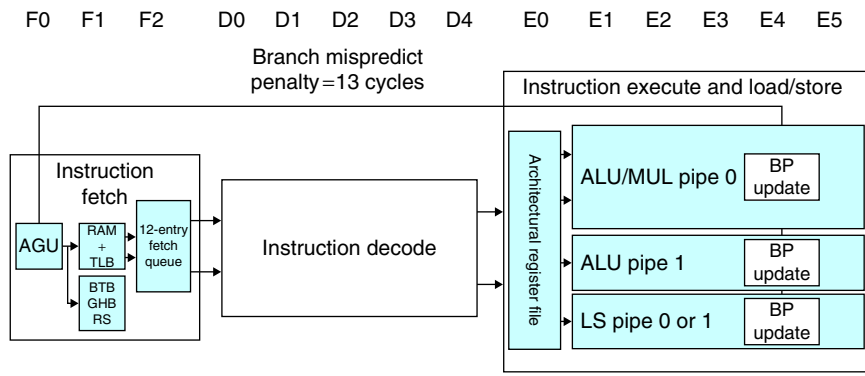 F0 F1 F2 D0 D1 D2 D3 D4 E0 E1 E2 E3 E4 E5
Branch mispredict
penalty=13 cycles
Instruction execute and load/store
Instruction
fetch
AGU
RAM
+
TLB
BTB
GHB
RS
12-entry
fetch
queue
Instruction decode
Architectural register file
ALU/MUL pipe 0
BP
update
ALU pipe 1
BP
update
LS pipe 0 or 1
BP
update